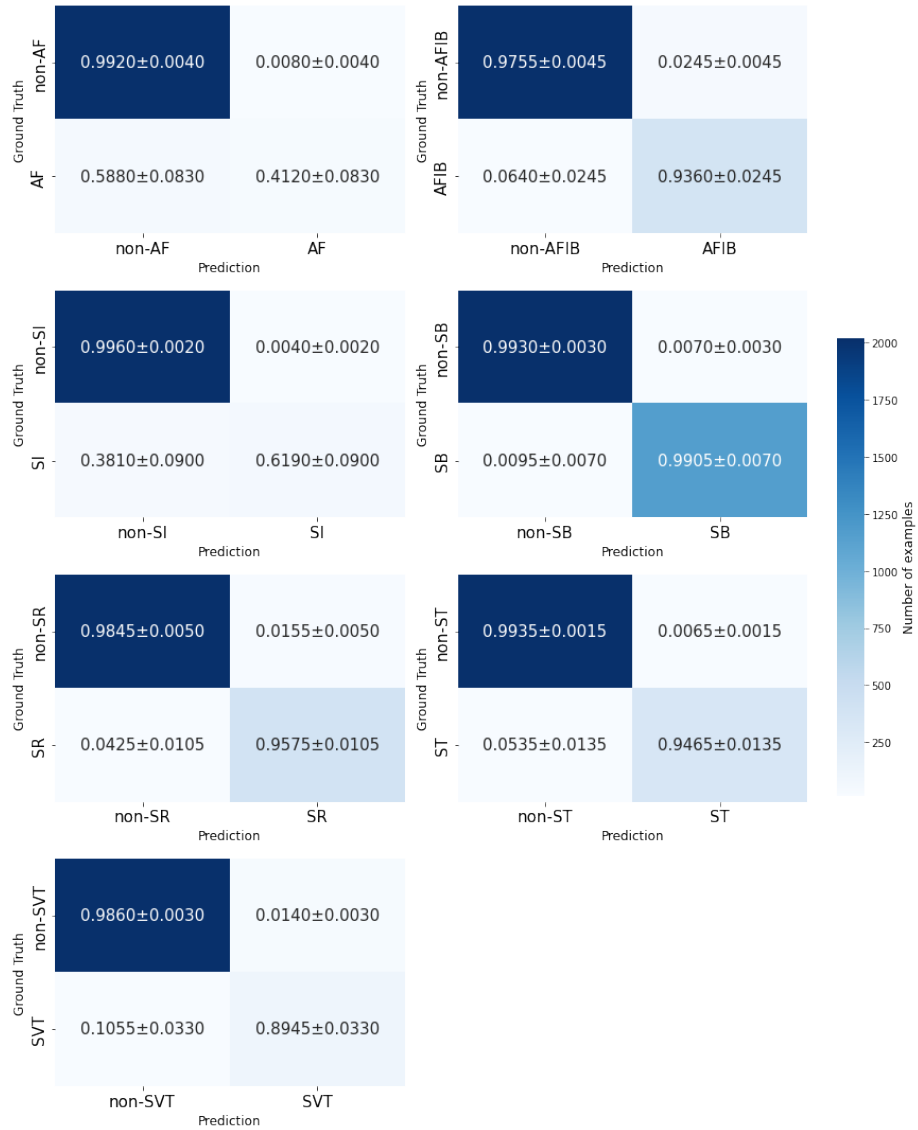 non-AF
0.9920±0.0040
0.0080±0.0040
Ground Truth
AF
0.5880±0.0830
0.4120±0.0830
non-AF
AF
Prediction
non-AFIB
0.9755±0.0045
0.0245±0.0045
Ground Truth
AFIB
0.0640±0.0245
0.9360±0.0245
non-AFIB
AFIB
Prediction
non-SI
0.9960±0.0020
0.0040±0.0020
Ground Truth
SI
0.3810±0.0900
0.6190±0.0900
non-SI
SI
Prediction
non-SB
0.9930±0.0030
0.0070±0.0030
Ground Truth
SB
0.0095±0.0070
0.9905±0.0070
non-SB
SB
Prediction
non-SR
0.9845±0.0050
0.0155±0.0050
Ground Truth
SR
0.0425±0.0105
0.9575±0.0105
non-SR
SR
Prediction
non-ST
0.9935±0.0015
0.0065±0.0015
Ground Truth
ST
0.0535±0.0135
0.9465±0.0135
non-ST
ST
Prediction
non-SVT
0.9860±0.0030
0.0140±0.0030
Ground Truth
SVT
0.1055±0.0330
0.8945±0.0330
non-SVT
SVT
Prediction
2000
1750
1500
1250
1000
750
500
250
Number of examples